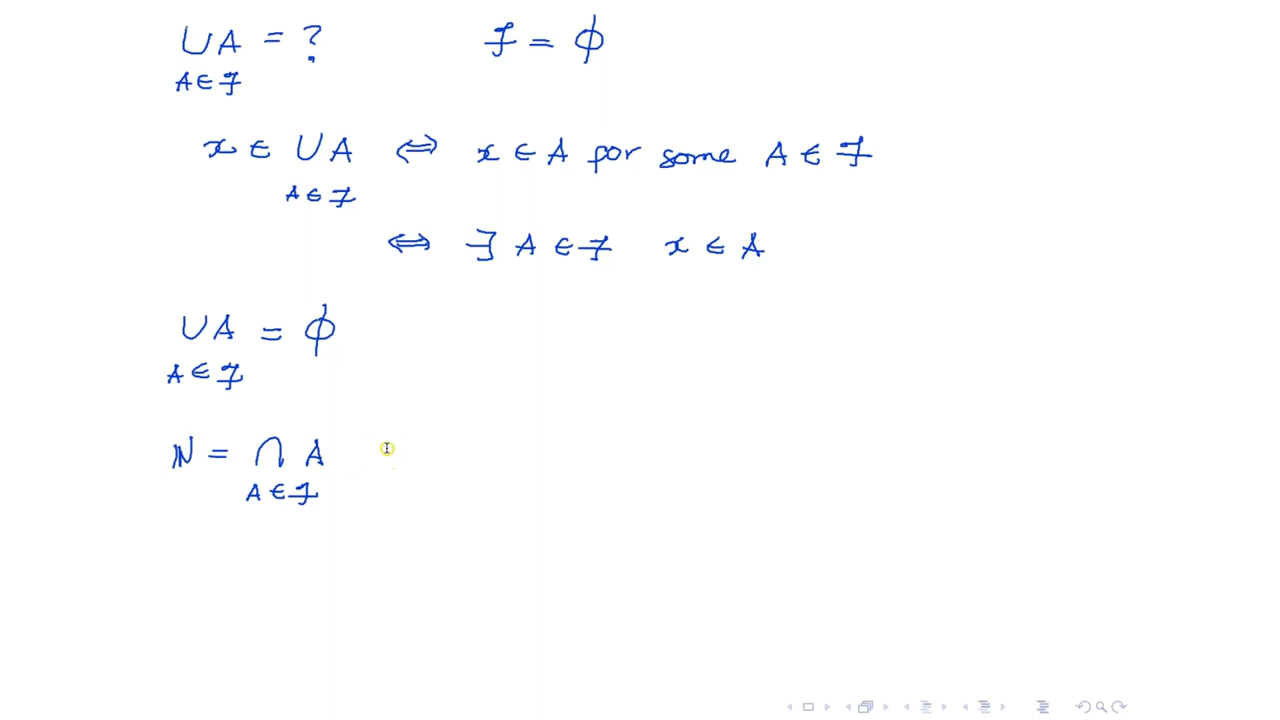 ∪A = ? ℱ = ϕ
A ∈ ℱ
x ∈ ∪A ⇔ x ∈ A for some A ∈ ℱ
A ∈ ℱ
⇔ ∃ A ∈ ℱ x ∈ A
∪A = ϕ
A ∈ ℱ
ℕ = ∩ A
A ∈ ℱ